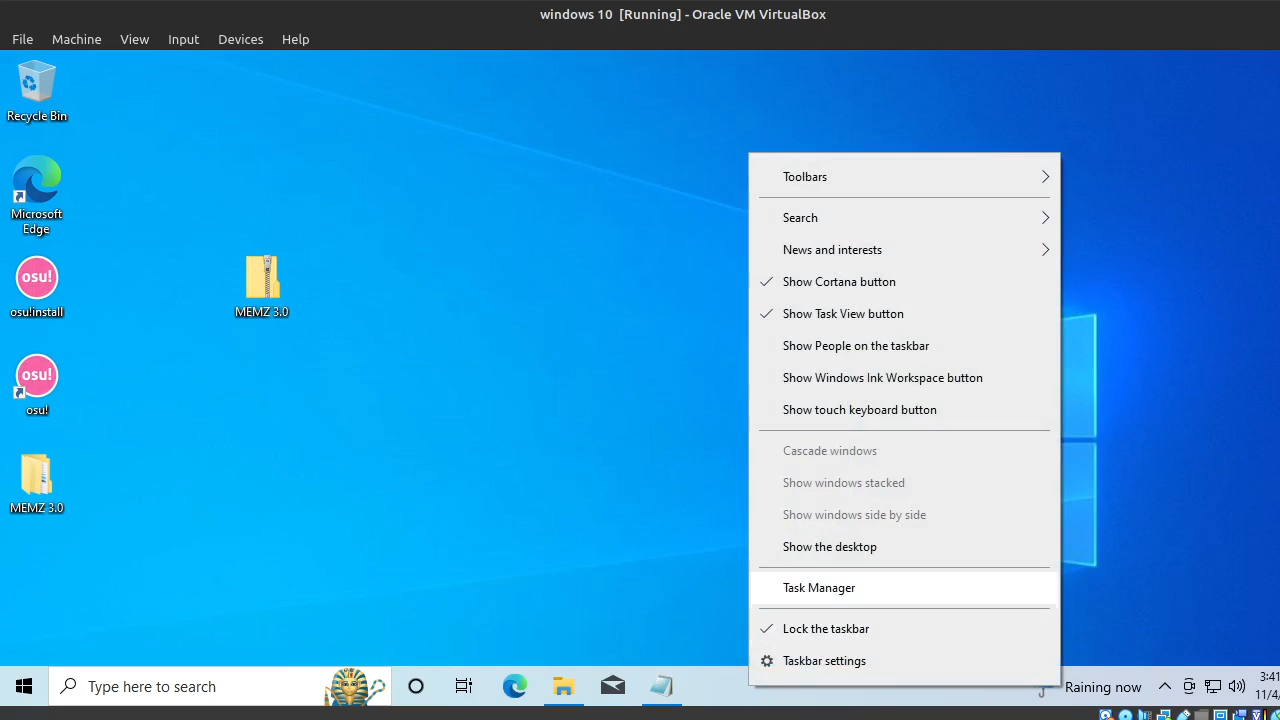 windows 10 [Running] - Oracle VM VirtualBox
File Machine View Input Devices Help
Recycle Bin
Microsoft
Edge
osu!
osu!install
osu!
osu!
MEMZ 3.0
MEMZ 3.0
Toolbars
Search
News and interests
Show Cortana button
Show Task View button
Show People on the taskbar
Show Windows Ink Workspace button
Show touch keyboard button
Cascade windows
Show windows stacked
Show windows side by side
Show the desktop
Task Manager
Lock the taskbar
Taskbar settings
Type here to search
Raining now
3:41
11/4/